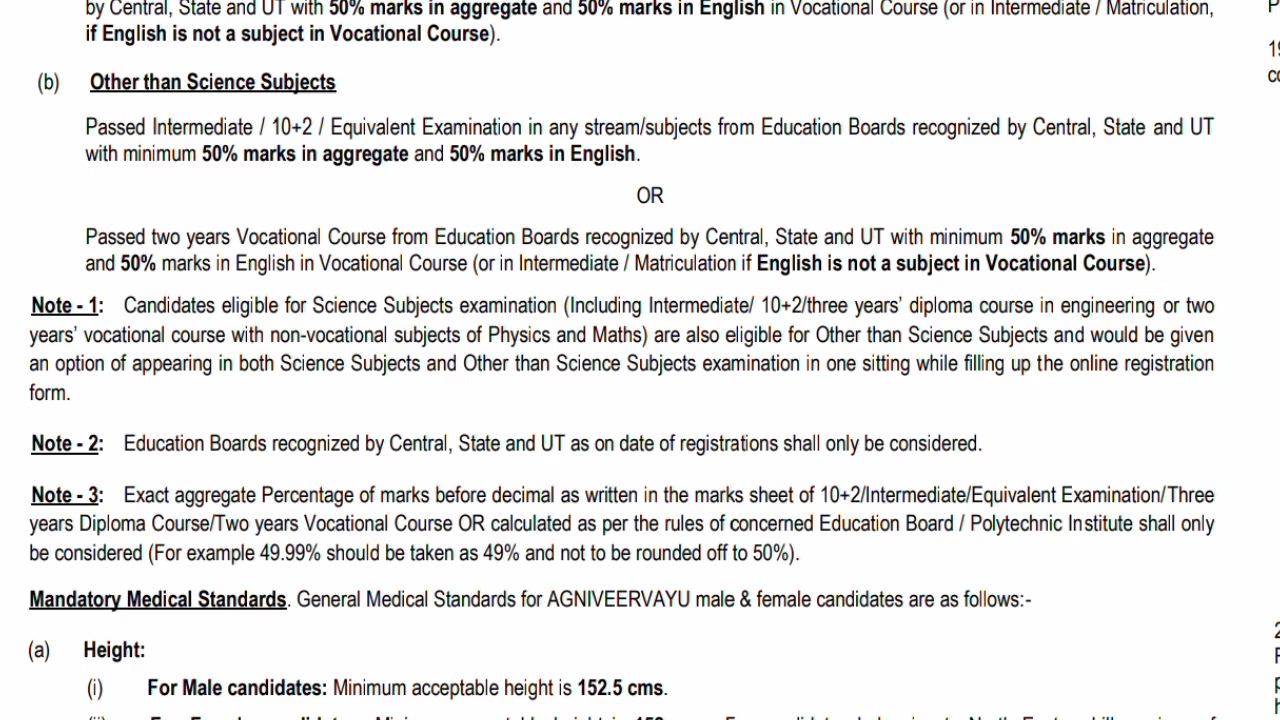 by Central, State and UT with 50% marks in aggregate and 50% marks in English in Vocational Course (or in Intermediate / Matriculation,
if English is not a subject in Vocational Course).
(b) Other than Science Subjects
Passed Intermediate / 10+2 / Equivalent Examination in any stream/subjects from Education Boards recognized by Central, State and UT
with minimum 50% marks in aggregate and 50% marks in English.
OR
Passed two years Vocational Course from Education Boards recognized by Central, State and UT with minimum 50% marks in aggregate
and 50% marks in English in Vocational Course (or in Intermediate / Matriculation if English is not a subject in Vocational Course).
Note - 1: Candidates eligible for Science Subjects examination (Including Intermediate/ 10+2/three years' diploma course in engineering or two
years' vocational course with non-vocational subjects of Physics and Maths) are also eligible for Other than Science Subjects and would be given
an option of appearing in both Science Subjects and Other than Science Subjects examination in one sitting while filling up the online registration
form.
Note - 2: Education Boards recognized by Central, State and UT as on date of registrations shall only be considered.
Note - 3: Exact aggregate Percentage of marks before decimal as written in the marks sheet of 10+2/Intermediate/Equivalent Examination/Three
years Diploma Course/Two years Vocational Course OR calculated as per the rules of concerned Education Board / Polytechnic Institute shall only
be considered (For example 49.99% should be taken as 49% and not to be rounded off to 50%).
Mandatory Medical Standards. General Medical Standards for AGNIVEERVAYU male & female candidates are as follows:-
(a) Height:
(i) For Male candidates: Minimum acceptable height is 152.5 cms.